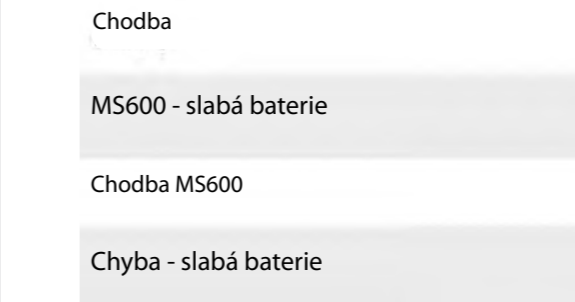 Chodba
MS600 - slabá baterie
Chodba MS600
Chyba - slabá baterie